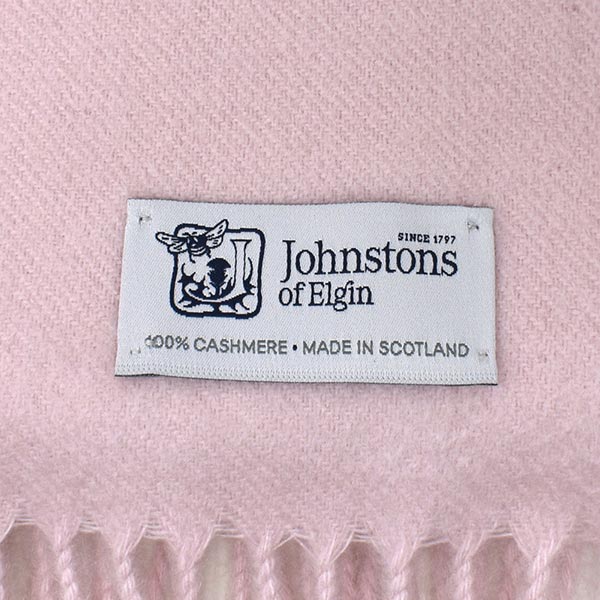 SINCE 1797
Johnstons
of Elgin
100% CASHMERE • MADE IN SCOTLAND